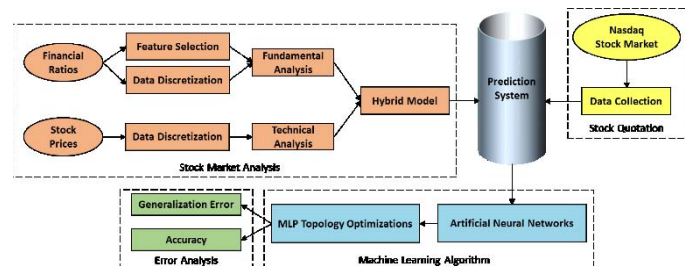 Financial
Ratios
Feature Selection
Data Discretization
Fundamental
Analysis
Hybrid Model
Stock
Prices
Data Discretization
Technical
Analysis
Stock Market Analysis
Prediction
System
Nasdaq
Stock Market
Data Collection
Stock Quotation
Generalization Error
Accuracy
Error Analysis
MLP Topology Optimizations
Artificial Neural Networks
Machine Learning Algorithm